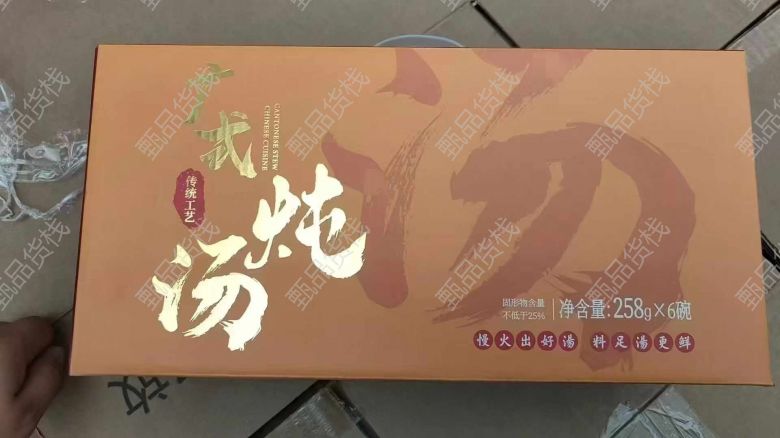 广式
CANTONESE STEW
CHINESE CUISINE
传统工艺
炖汤
汤
固形物含量
不低于25%
净含量:258g×6碗
慢火出好汤 料足汤更鲜
甄品货栈